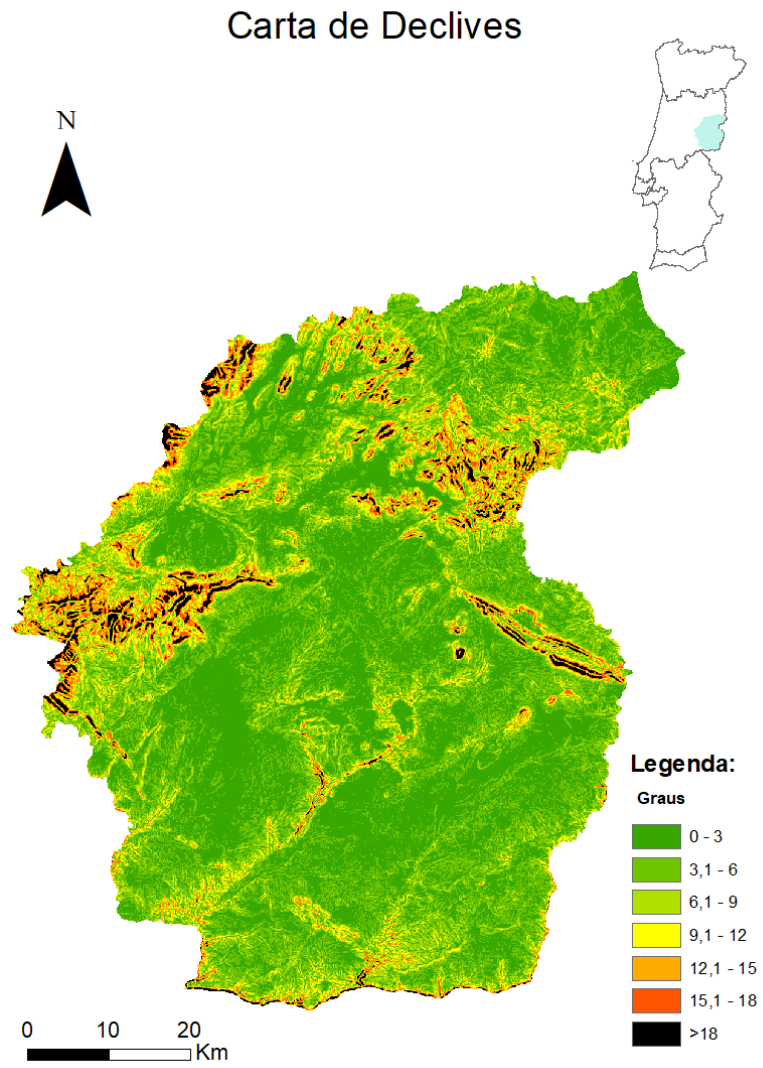 Carta de Declives
N
Legenda:
Graus
0 - 3
3,1 - 6
6,1 - 9
9,1 - 12
12,1 - 15
15,1 - 18
>18
0 10 20
Km